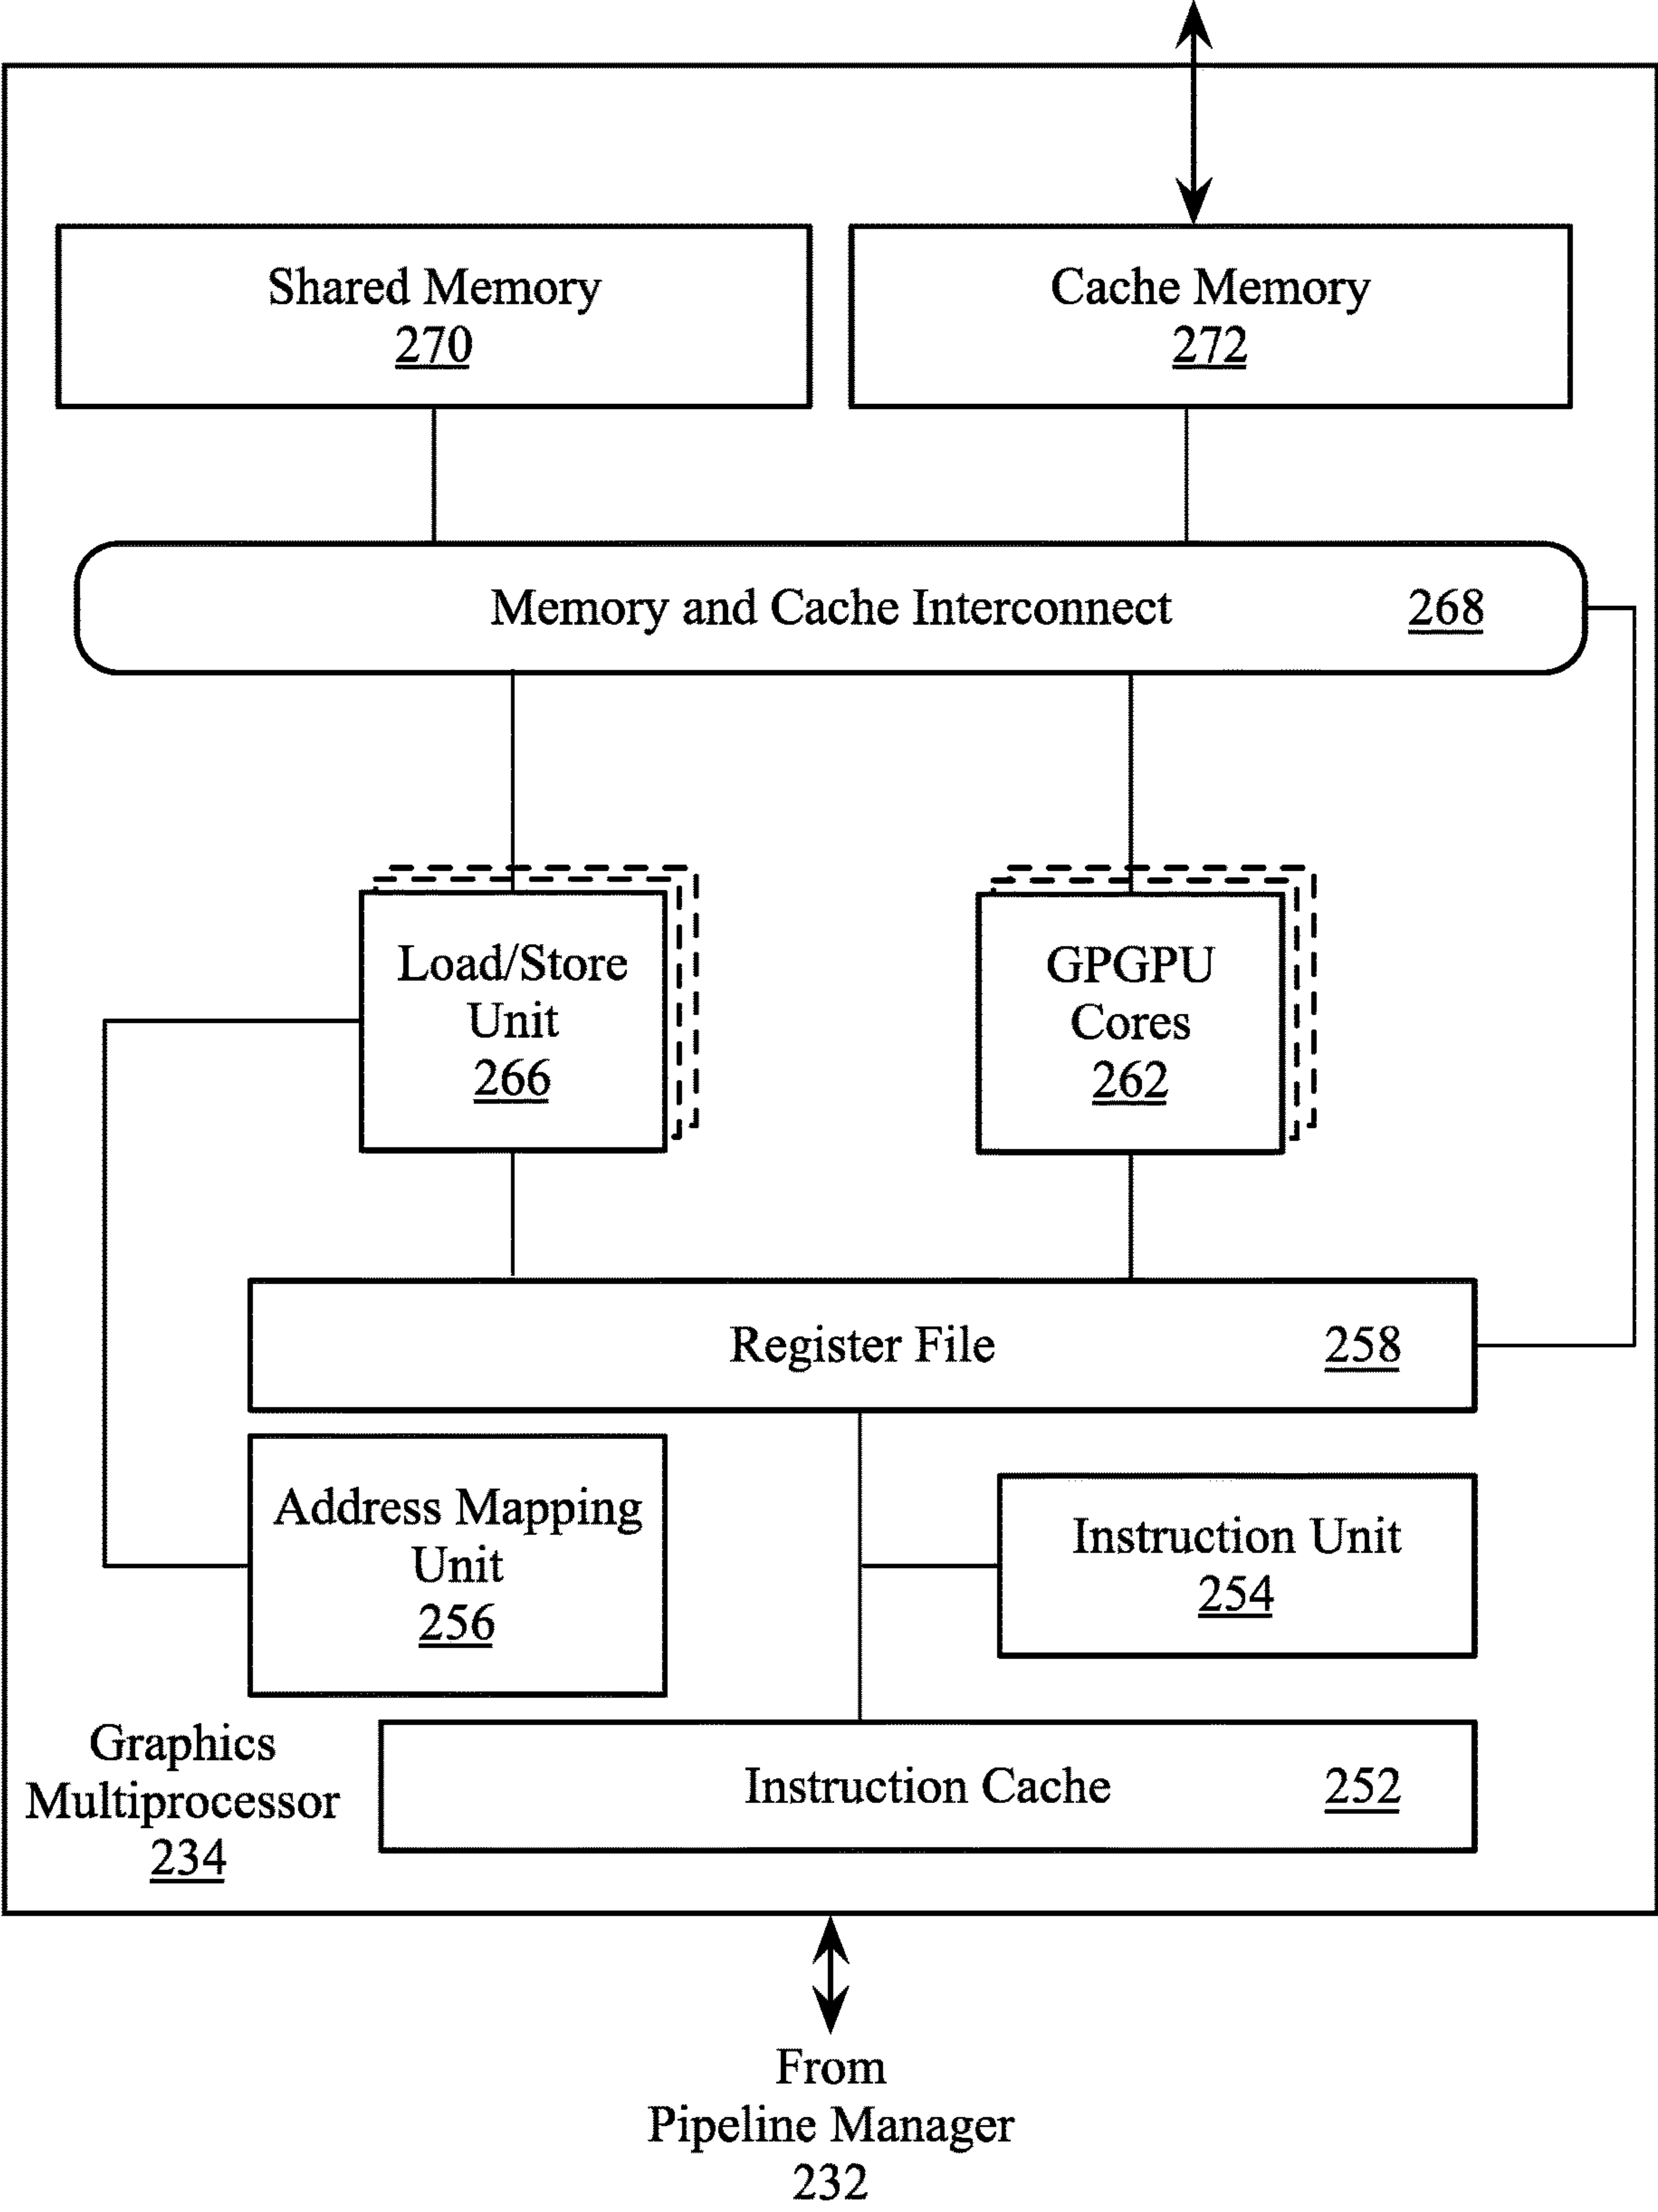 Shared Memory
270
Cache Memory
272
Memory and Cache Interconnect 268
Load/Store
Unit
266
GPGPU
Cores
262
Register File 258
Address Mapping
Unit
256
Instruction Unit
254
Graphics
Multiprocessor
234
Instruction Cache 252
From
Pipeline Manager
232